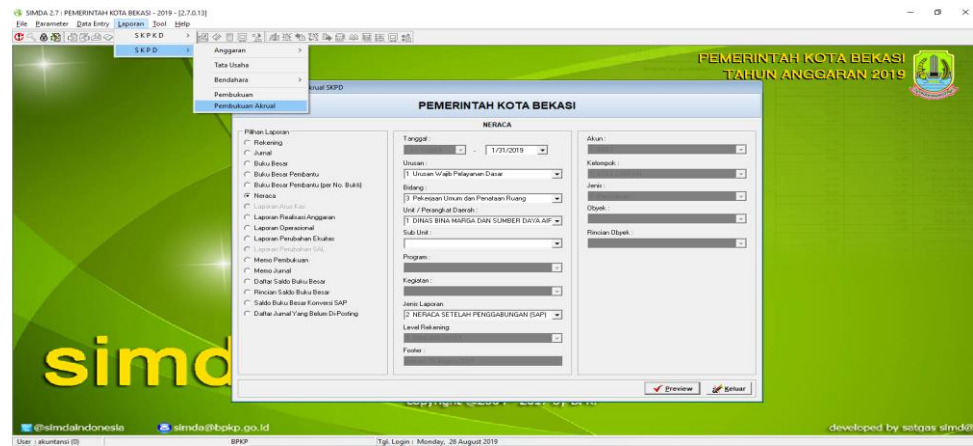 SIMDA 2.7 : PEMERINTAH KOTA BEKASI - 2019 - [2.7.0.13]
File Parameter Data Entry Laporan Tool Help
SKPKD
SKPD
Anggaran
Tata Usaha
Bendahara
Pembukuan
Pembukuan Akrual
PEMERINTAH KOTA BEKASI
TAHUN ANGGARAN 2019
Akrual SKPD
PEMERINTAH KOTA BEKASI
NERACA
Pilihan Laporan
Rekening
Jurnal
Buku Besar
Buku Besar Pembantu
Buku Besar Pembantu (per No. Bukti)
Neraca
Laporan Arus Kas
Laporan Realisasi Anggaran
Laporan Operasional
Laporan Perubahan Ekuitas
Laporan Perubahan SAL
Memo Pembukuan
Memo Jurnal
Daftar Saldo Buku Besar
Rincian Saldo Buku Besar
Saldo Buku Besar Konversi SAP
Daftar Jurnal Yang Belum Di-Posting
Tanggal :
- 1/31/2019
Urusan :
1 Urusan Wajib Pelayanan Dasar
Bidang :
3 Pekerjaan Umum dan Penataan Ruang
Unit / Perangkat Daerah :
1 DINAS BINA MARGA DAN SUMBER DAYA AIF
Sub Unit :
Program :
Kegiatan :
Jenis Laporan
2 NERACA SETELAH PENGGABUNGAN (SAP)
Level Rekening
Footer :
Akun :
Kelompok :
Jenis :
Obyek :
Rincian Obyek :
Preview Keluar
simd
@simdaindonesia simda@bpkp.go.id
developed by satgas simd@
User : akuntansi (0) BPKP Tgl. Login : Monday, 26 August 2019